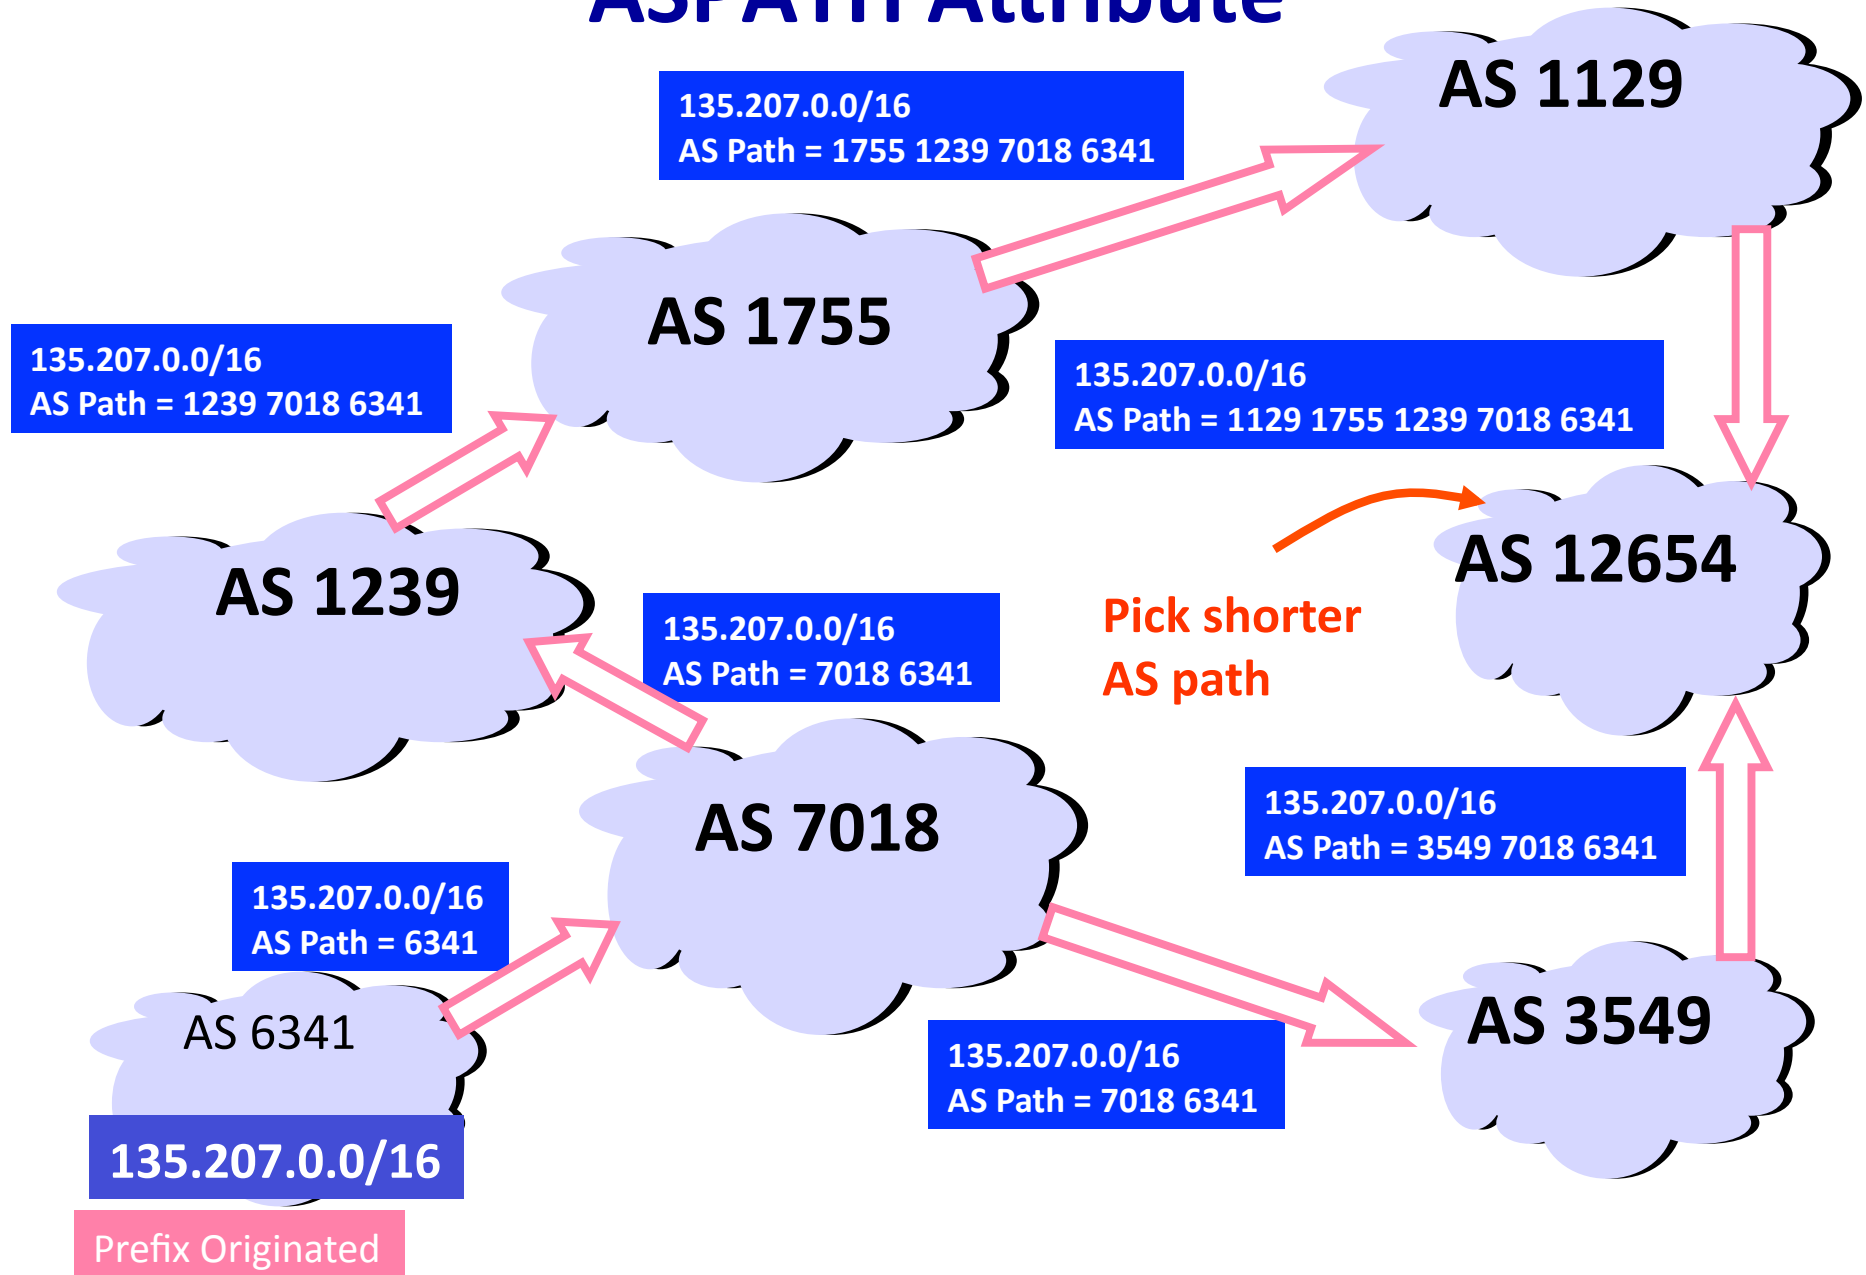 ASPATH Attribute
AS 1129
135.207.0.0/16
AS Path = 1755 1239 7018 6341
AS 1755
135.207.0.0/16
AS Path = 1239 7018 6341
135.207.0.0/16
AS Path = 1129 1755 1239 7018 6341
AS 12654
AS 1239
Pick shorter
AS path
135.207.0.0/16
AS Path = 7018 6341
AS 7018
135.207.0.0/16
AS Path = 3549 7018 6341
135.207.0.0/16
AS Path = 6341
AS 6341
AS 3549
135.207.0.0/16
AS Path = 7018 6341
135.207.0.0/16
Prefix Originated